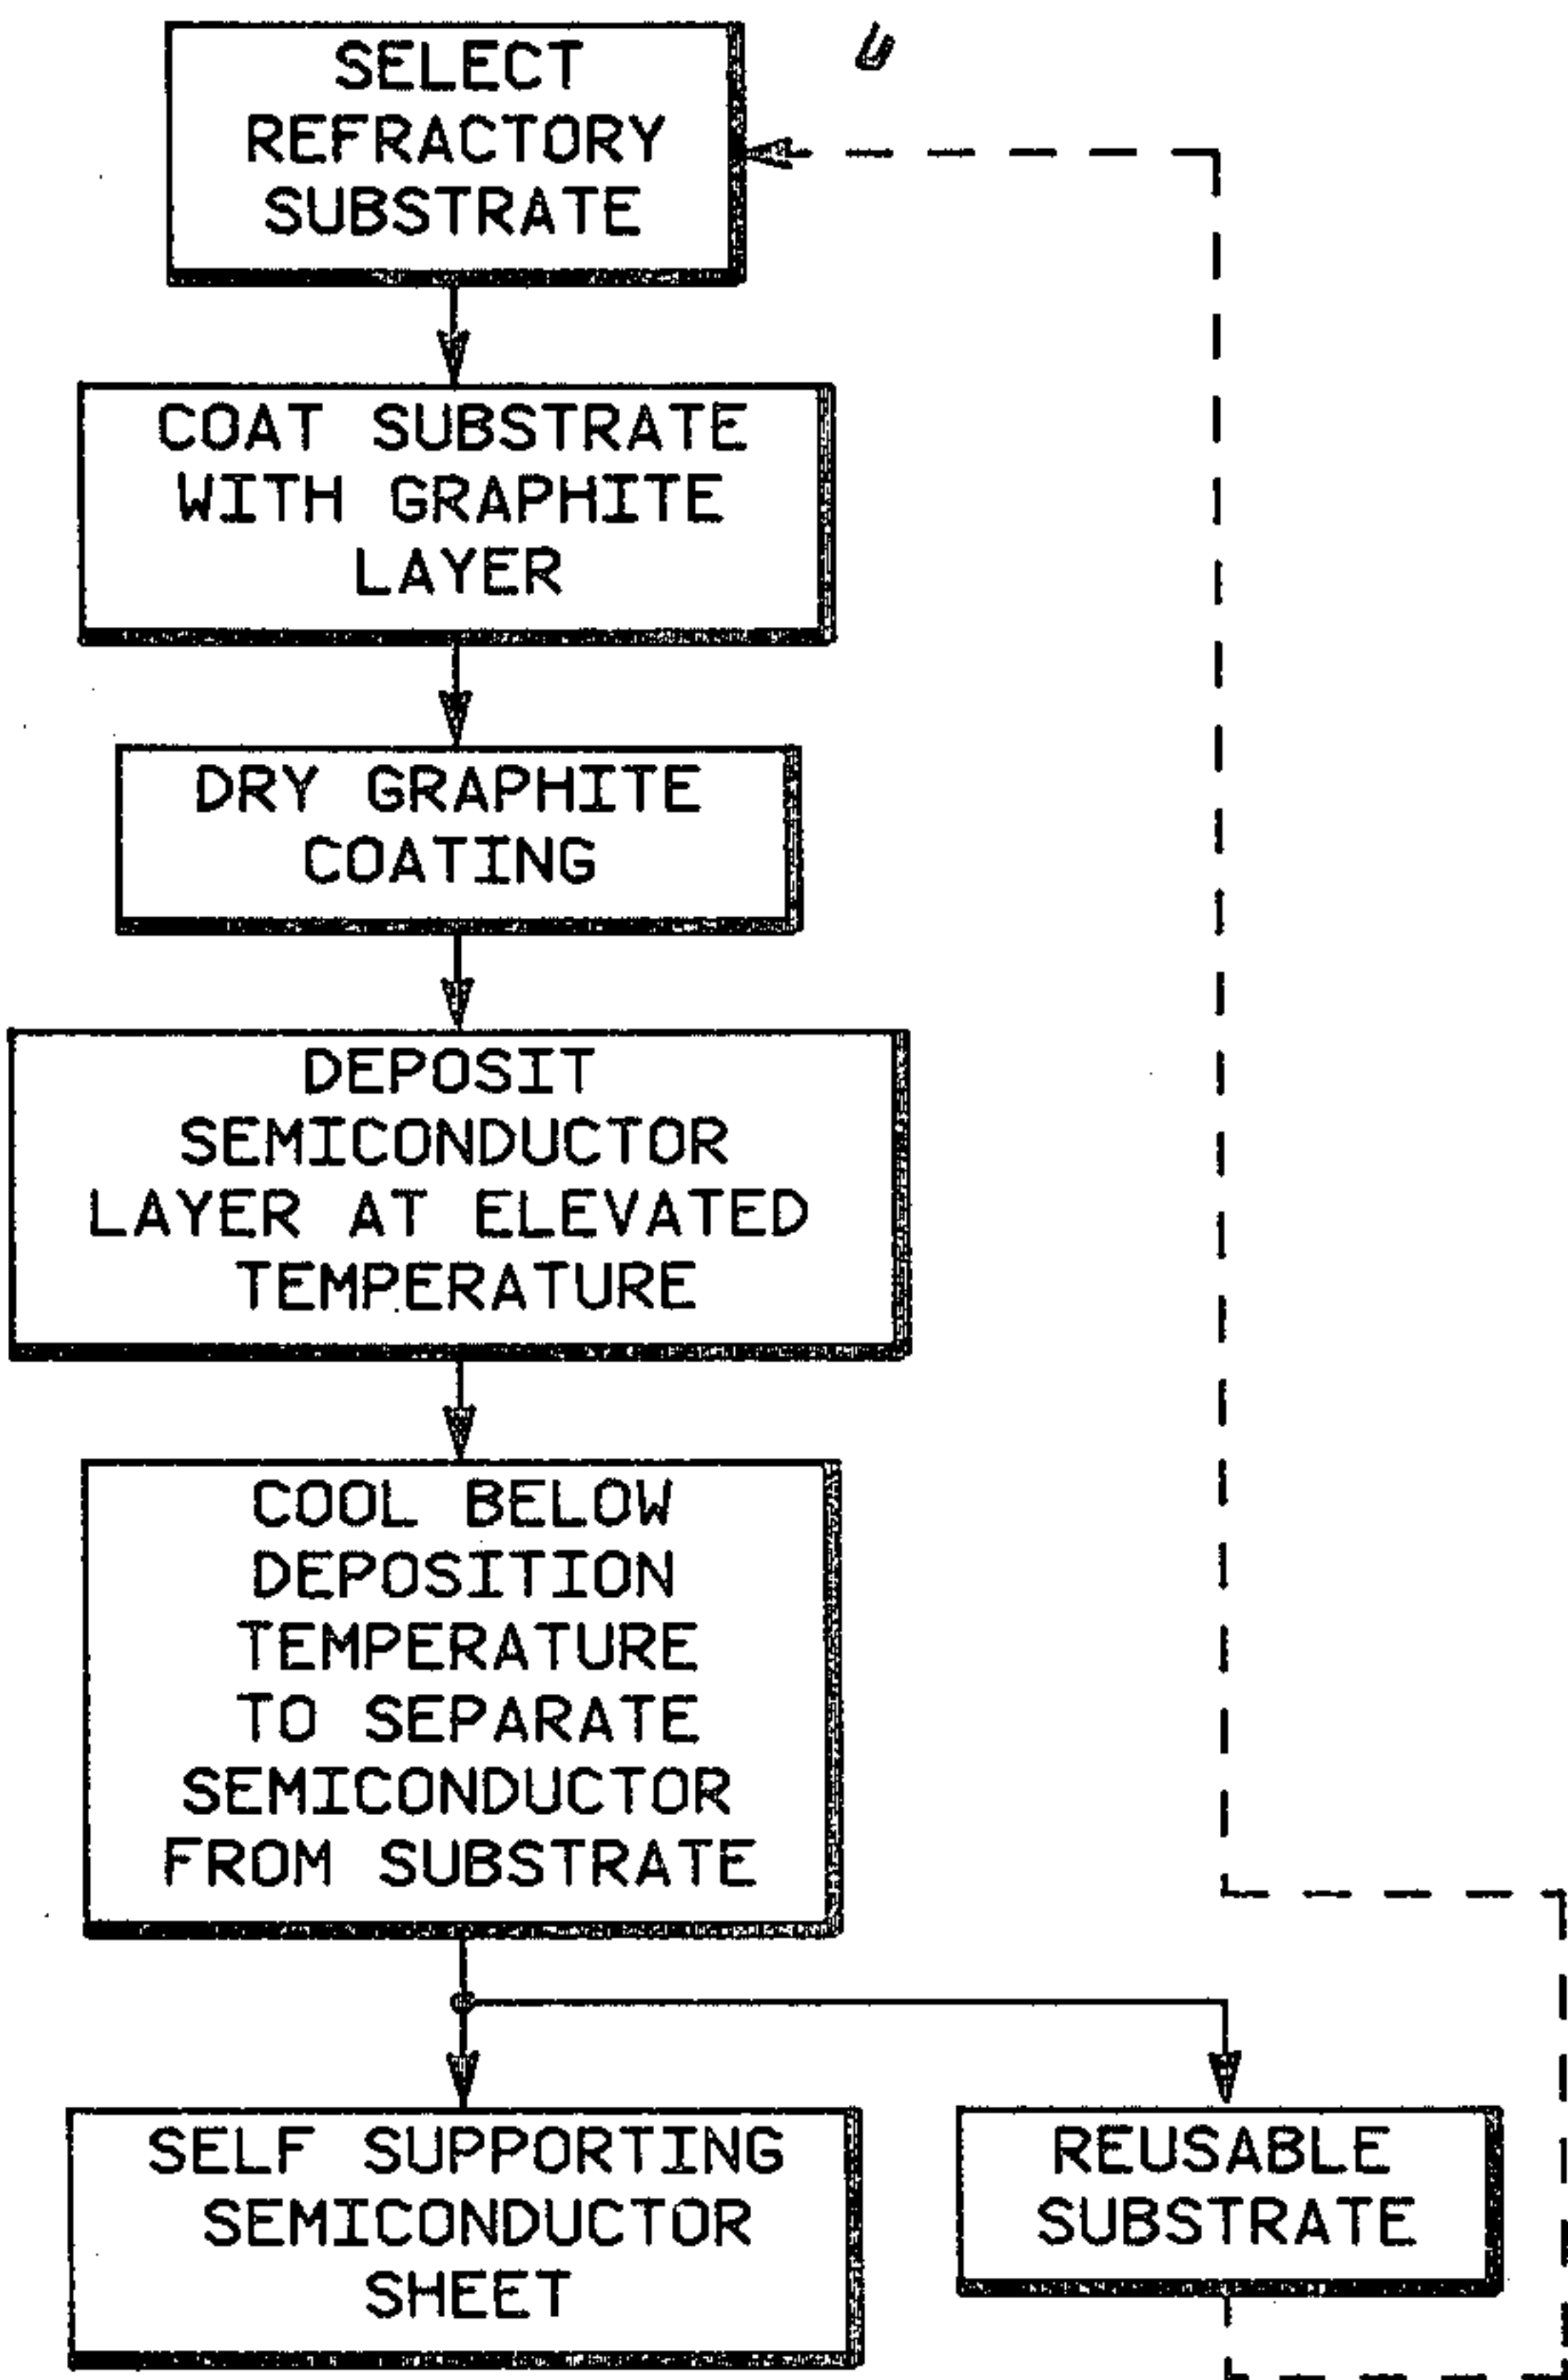 SELECT
REFRACTORY
SUBSTRATE
COAT SUBSTRATE
WITH GRAPHITE
LAYER
DRY GRAPHITE
COATING
DEPOSIT
SEMICONDUCTOR
LAYER AT ELEVATED
TEMPERATURE
COOL BELOW
DEPOSITION
TEMPERATURE
TO SEPARATE
SEMICONDUCTOR
FROM SUBSTRATE
SELF SUPPORTING
SEMICONDUCTOR
SHEET
REUSABLE
SUBSTRATE